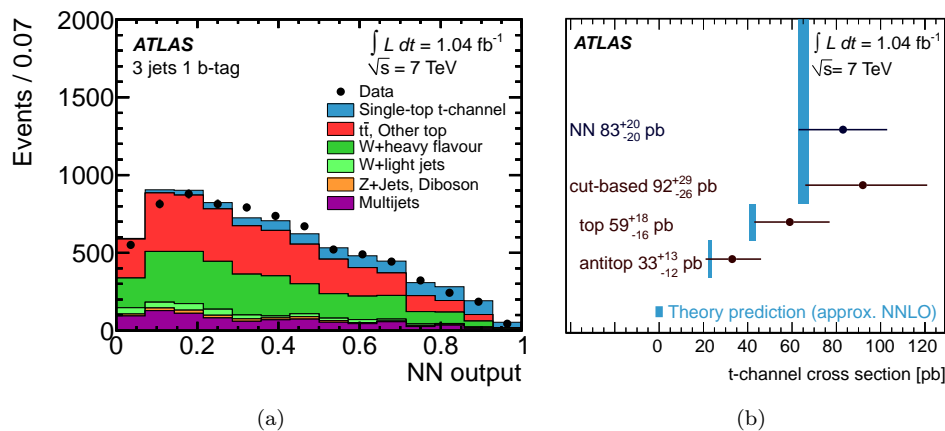 Events / 0.07
2000
1500
1000
500
0
ATLAS
3 jets 1 b-tag
∫ L dt = 1.04 fb⁻¹
√s = 7 TeV
Data
Single-top t-channel
tt̄, Other top
W+heavy flavour
W+light jets
Z+Jets, Diboson
Multijets
0 0.2 0.4 0.6 0.8 1
NN output
(a)
ATLAS
∫ L dt = 1.04 fb⁻¹
√s = 7 TeV
NN 83 +20 -20 pb
cut-based 92 +29 -26 pb
top 59 +18 -16 pb
antitop 33 +13 -12 pb
Theory prediction (approx. NNLO)
0 20 40 60 80 100 120
t-channel cross section [pb]
(b)